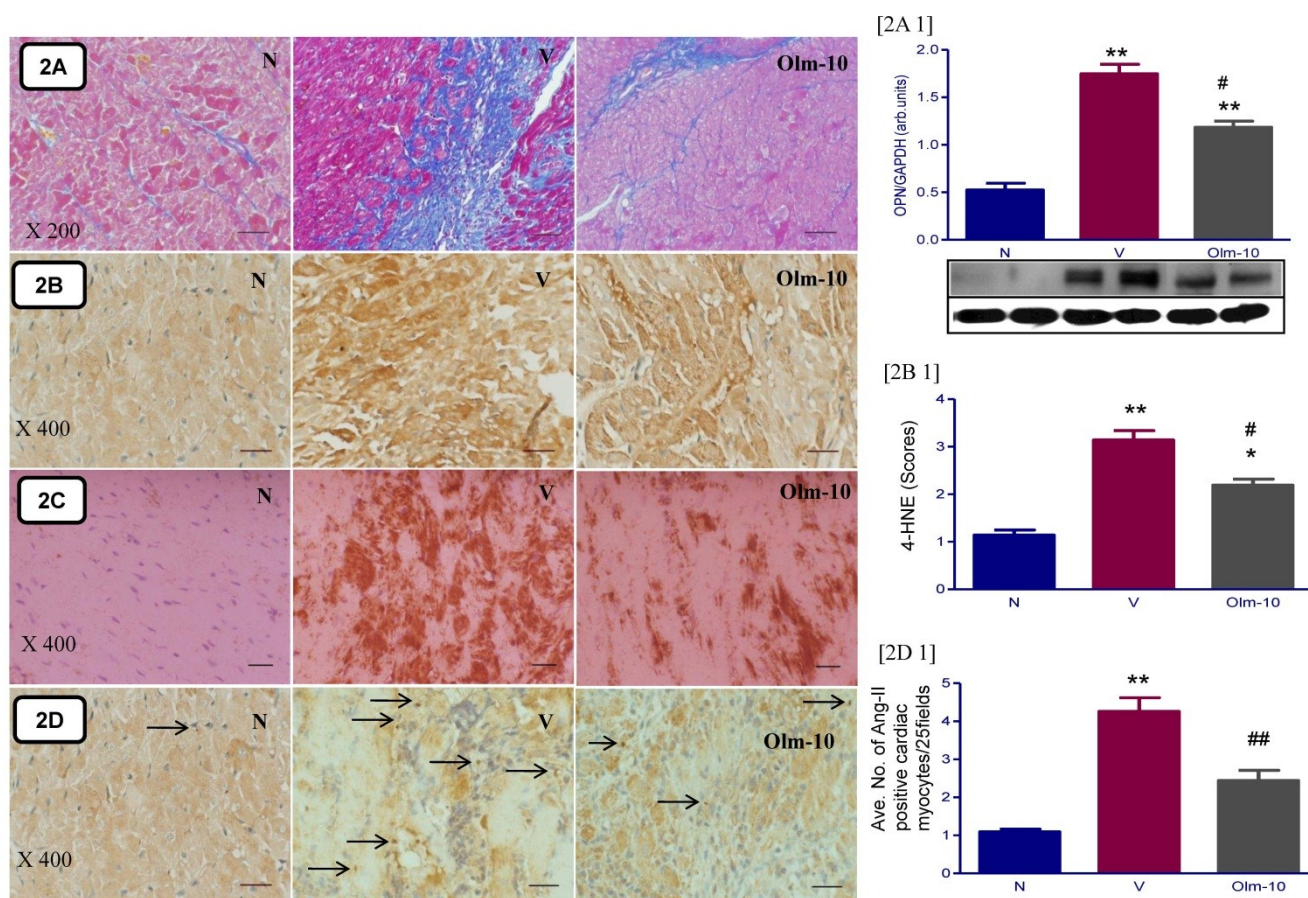 2A
N
V
Olm-10
X 200
2B
N
V
Olm-10
X 400
2C
N
V
Olm-10
X 400
2D
N
V
Olm-10
X 400
[2A 1]
OPN/GAPDH (arb.units)
2.0
1.5
1.0
0.5
0.0
**
#
**
N V Olm-10
[2B 1]
4-HNE (Scores)
4
3
2
1
0
**
#
*
N V Olm-10
[2D 1]
Ave. No. of Ang-II
positive cardiac
myocytes/25fields
5
4
3
2
1
0
**
##
N V Olm-10